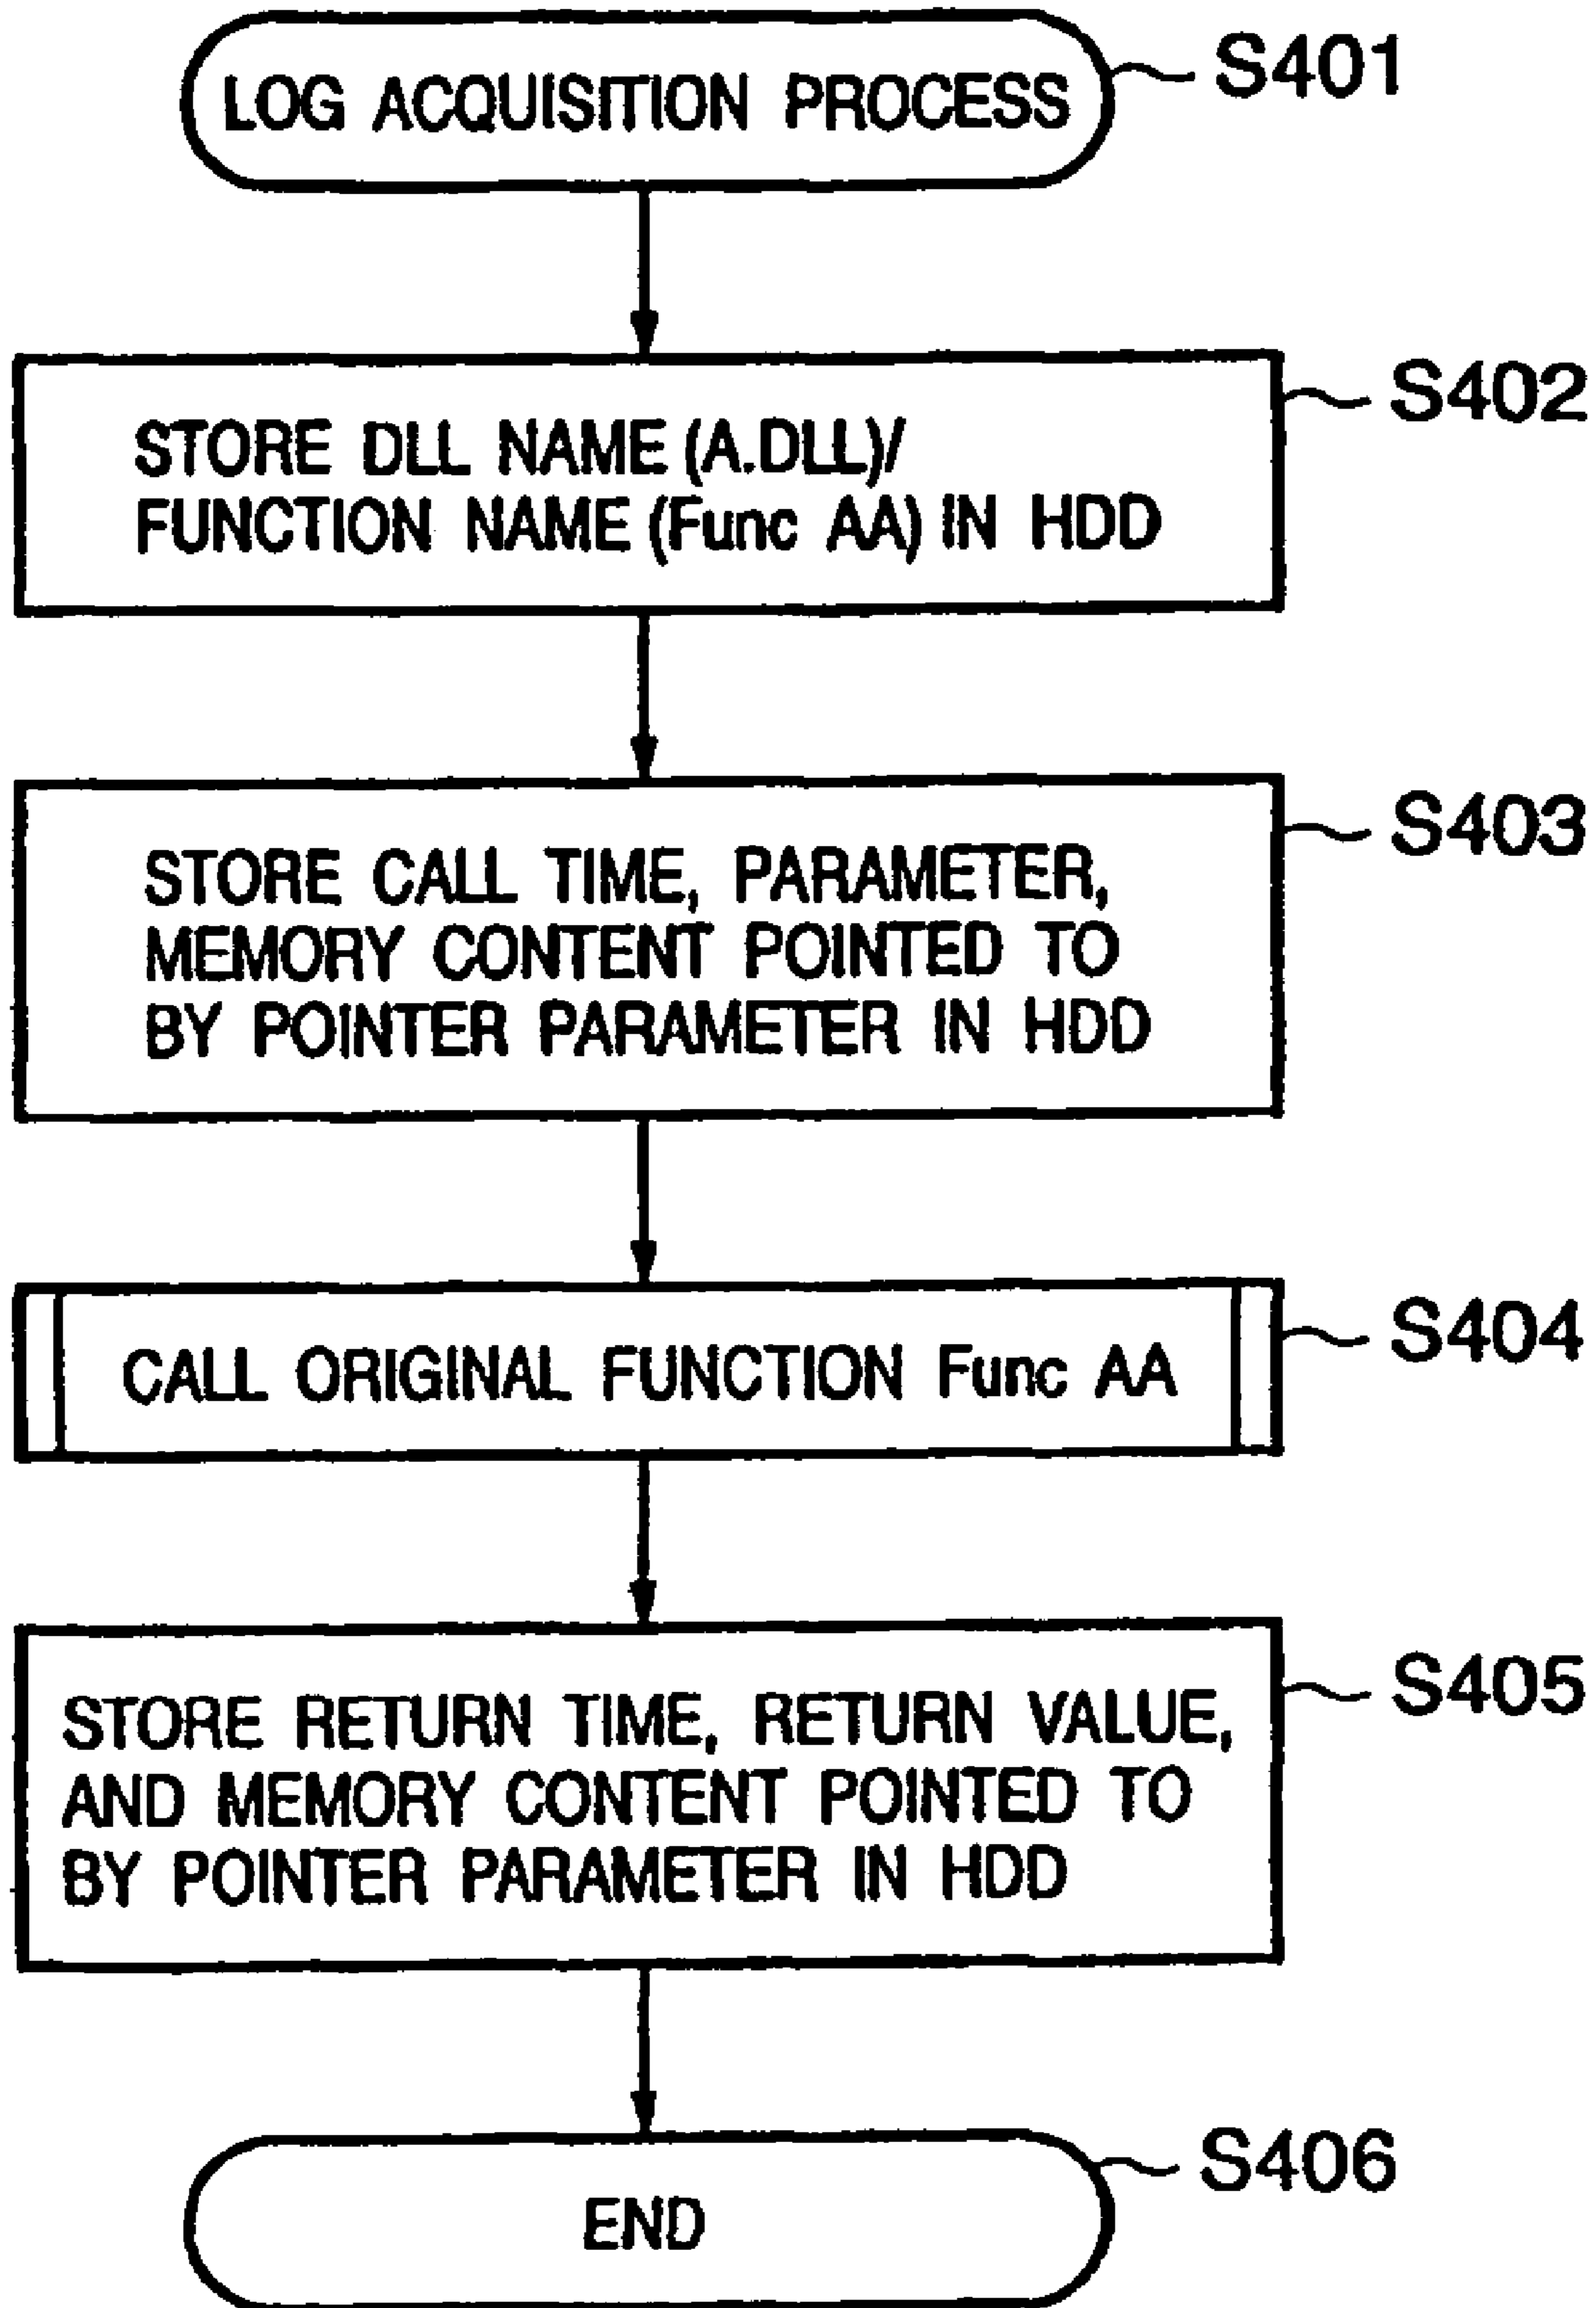 LOG ACQUISITION PROCESS
S401
S402
STORE DLL NAME (A.DLL)/
FUNCTION NAME (Func AA) IN HDD
S403
STORE CALL TIME, PARAMETER,
MEMORY CONTENT POINTED TO
BY POINTER PARAMETER IN HDD
S404
CALL ORIGINAL FUNCTION Func AA
S405
STORE RETURN TIME, RETURN VALUE,
AND MEMORY CONTENT POINTED TO
BY POINTER PARAMETER IN HDD
S406
END